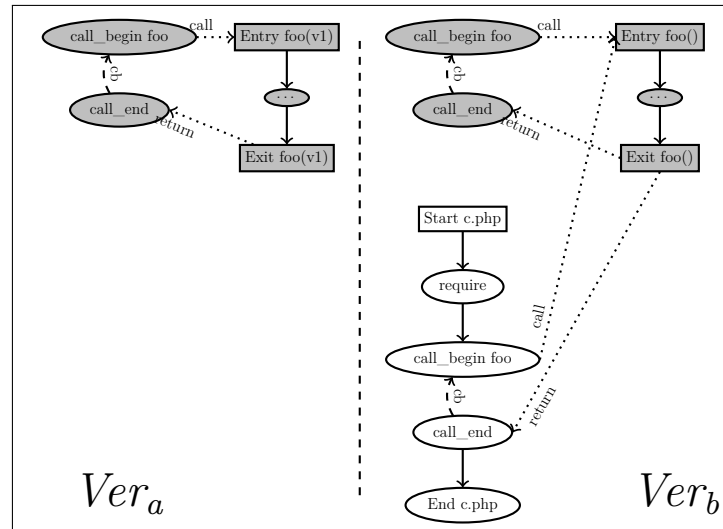 call_begin foo
call
Entry foo(v1)
cb
...
call_end
return
Exit foo(v1)
call_begin foo
call
Entry foo()
cb
...
call_end
return
Exit foo()
Start c.php
require
call
call_begin foo
cb
return
call_end
End c.php
Ver_a
Ver_b